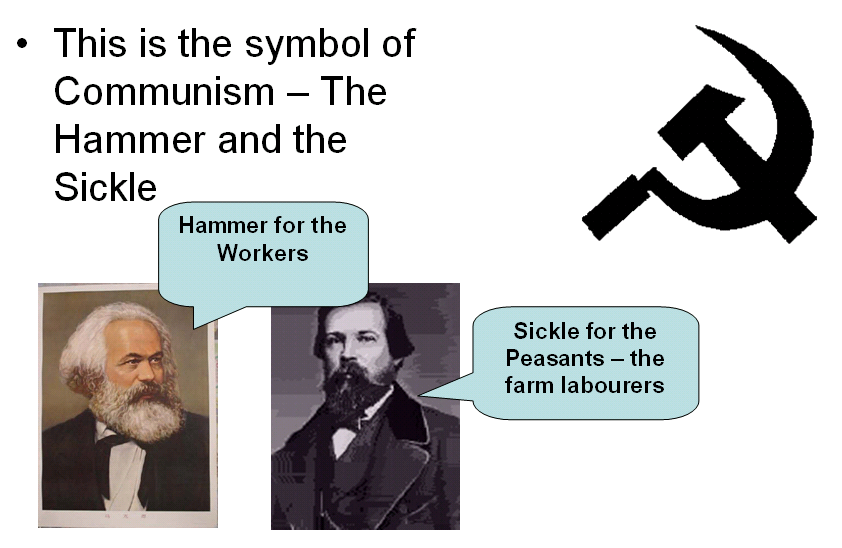 • This is the symbol of
Communism – The
Hammer and the
Sickle
Hammer for the
Workers
Sickle for the
Peasants – the
farm labourers